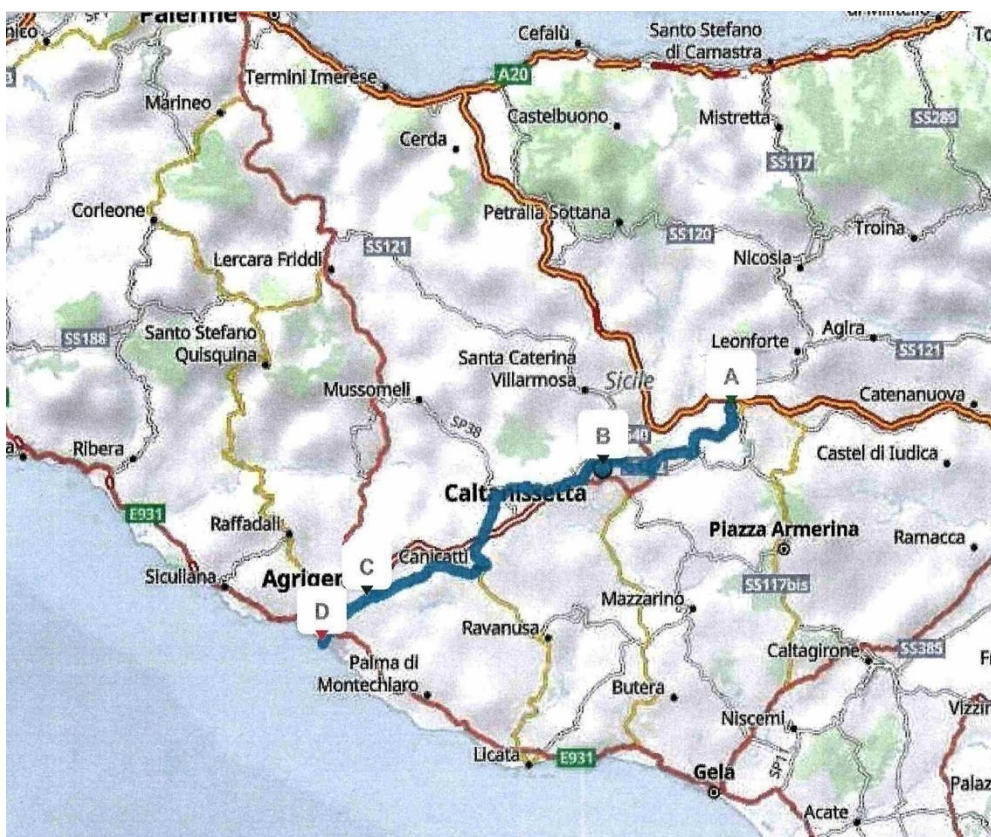 SP1
Palerme
Cefalù
Santo Stefano
di Camastra
Termini Imerese
A20
Marineo
Castelbuono
Mistretta
SS289
Cerda
SS117
Corleone
Petralia Sottana
SS120
Troina
SS121
Nicosia
Lercara Friddi
SS188
Santo Stefano
Quisquina
Agira
Leonforte
SS121
Santa Caterina
Villarmosa
Sicile
A
Mussomeli
Catenanuova
SP38
B
Ribera
Castel di Iudica
Caltanissetta
E931
Raffadali
Piazza Armerina
Ramacca
Canicattì
Siculiana
C
SS117bis
D
Mazzarino
Ravanusa
SS385
Caltagirone
Palma di
Montechiaro
Butera
Niscemi
Licata
E931
Gela
SP11
Acate